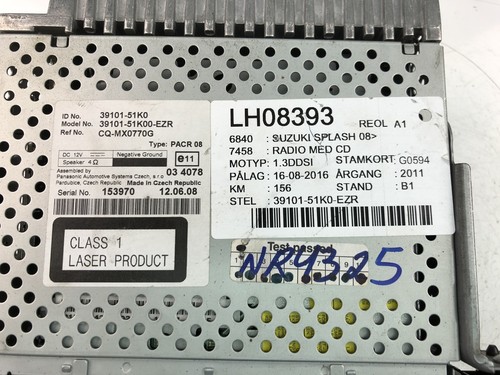 ID No. 39101-51K0
Model No. 39101-51K00-EZR
Ref No. CQ-MX0770G
Type: PACR 08
DC 12V Negative Ground
Speaker: 4 Ω
e11
Assembled by 03 4078
Panasonic Automotive Systems Czech, s.r.o
Pardubice, Czech Republic Made in Czech Republic
Serial No. 153970 12.06.08
CLASS 1
LASER PRODUCT
LH08393 REOL A1
6840 : SUZUKI SPLASH 08>
7458 : RADIO MED CD
MOTYP: 1.3DDSI STAMKORT: G0594
PÅLAG: 16-08-2016 ÅRGANG : 2011
KM : 156 STAND : B1
STEL : 39101-51K0-EZR
Test passed
NR4325